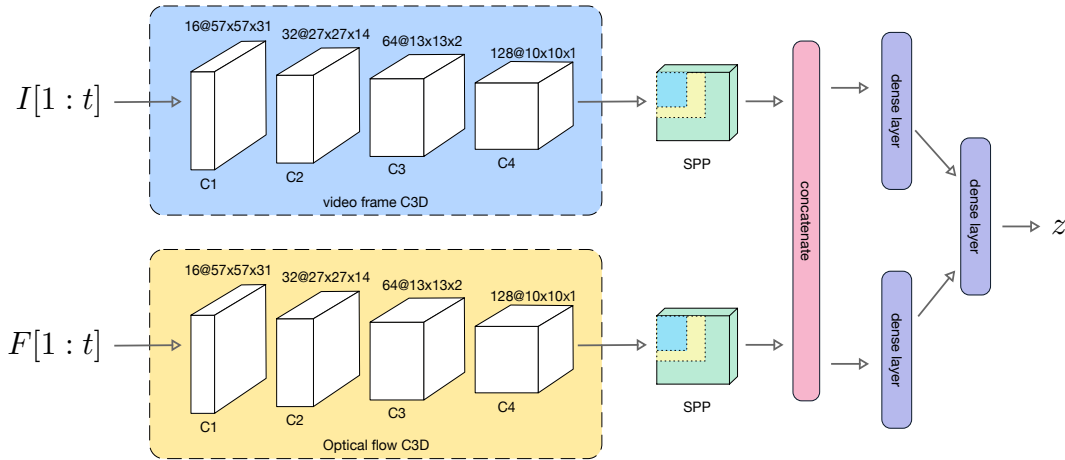 I[1 : t]
16@57x57x31
32@27x27x14
64@13x13x2
128@10x10x1
C1
C2
C3
C4
video frame C3D
SPP
concatenate
dense layer
dense layer
z
F[1 : t]
16@57x57x31
32@27x27x14
64@13x13x2
128@10x10x1
C1
C2
C3
C4
Optical flow C3D
SPP
dense layer